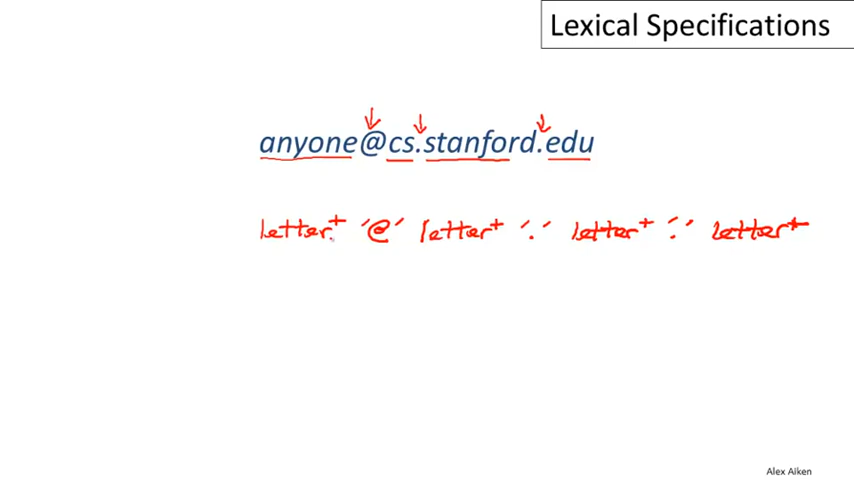 Lexical Specifications
anyone@cs.stanford.edu
letter+ '@' letter+ '.' letter+ '.' letter+
Alex Aiken